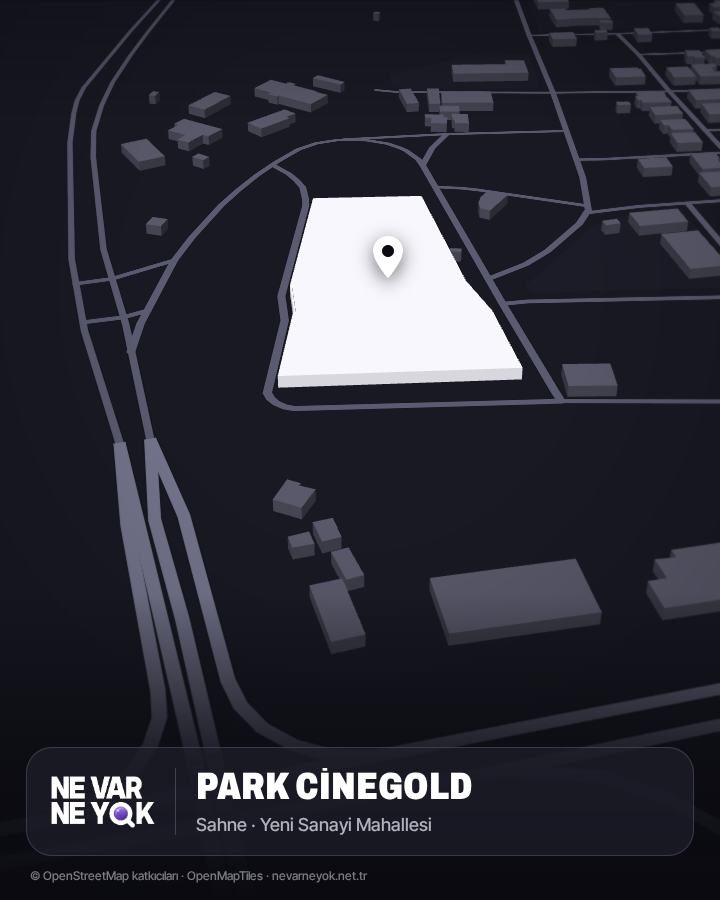 NE VAR
NE YOK
PARK CİNEGOLD
Sahne · Yeni Sanayi Mahallesi
© OpenStreetMap katkıcıları · OpenMapTiles · nevarneyok.net.tr